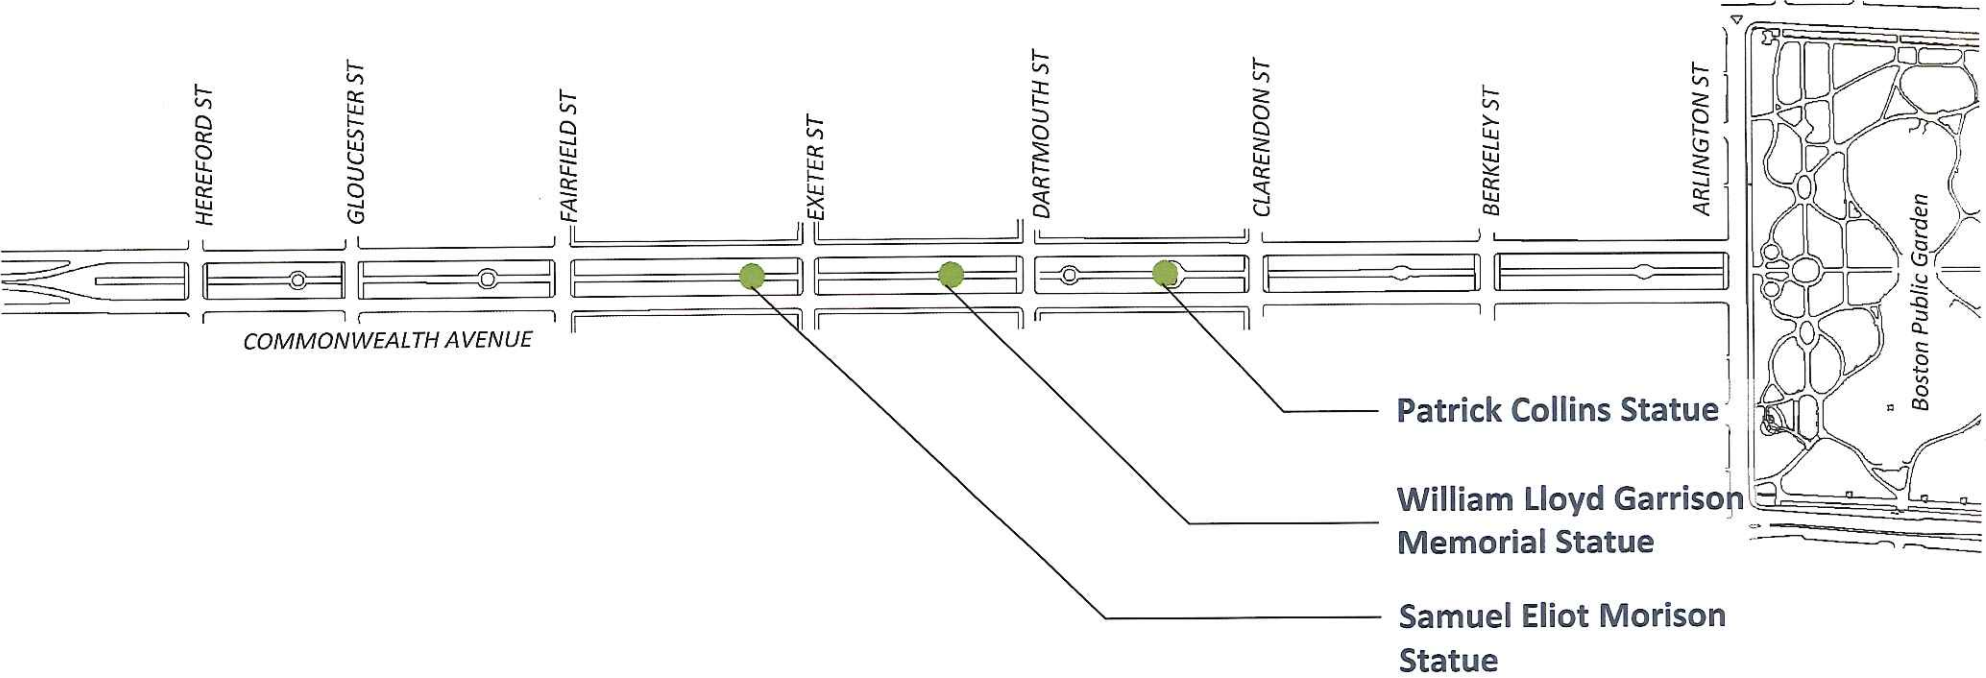 HEREFORD ST
GLOUCESTER ST
FAIRFIELD ST
EXETER ST
DARTMOUTH ST
CLARENDON ST
BERKELEY ST
ARLINGTON ST
Boston Public Garden
COMMONWEALTH AVENUE
Patrick Collins Statue
William Lloyd Garrison
Memorial Statue
Samuel Eliot Morison
Statue